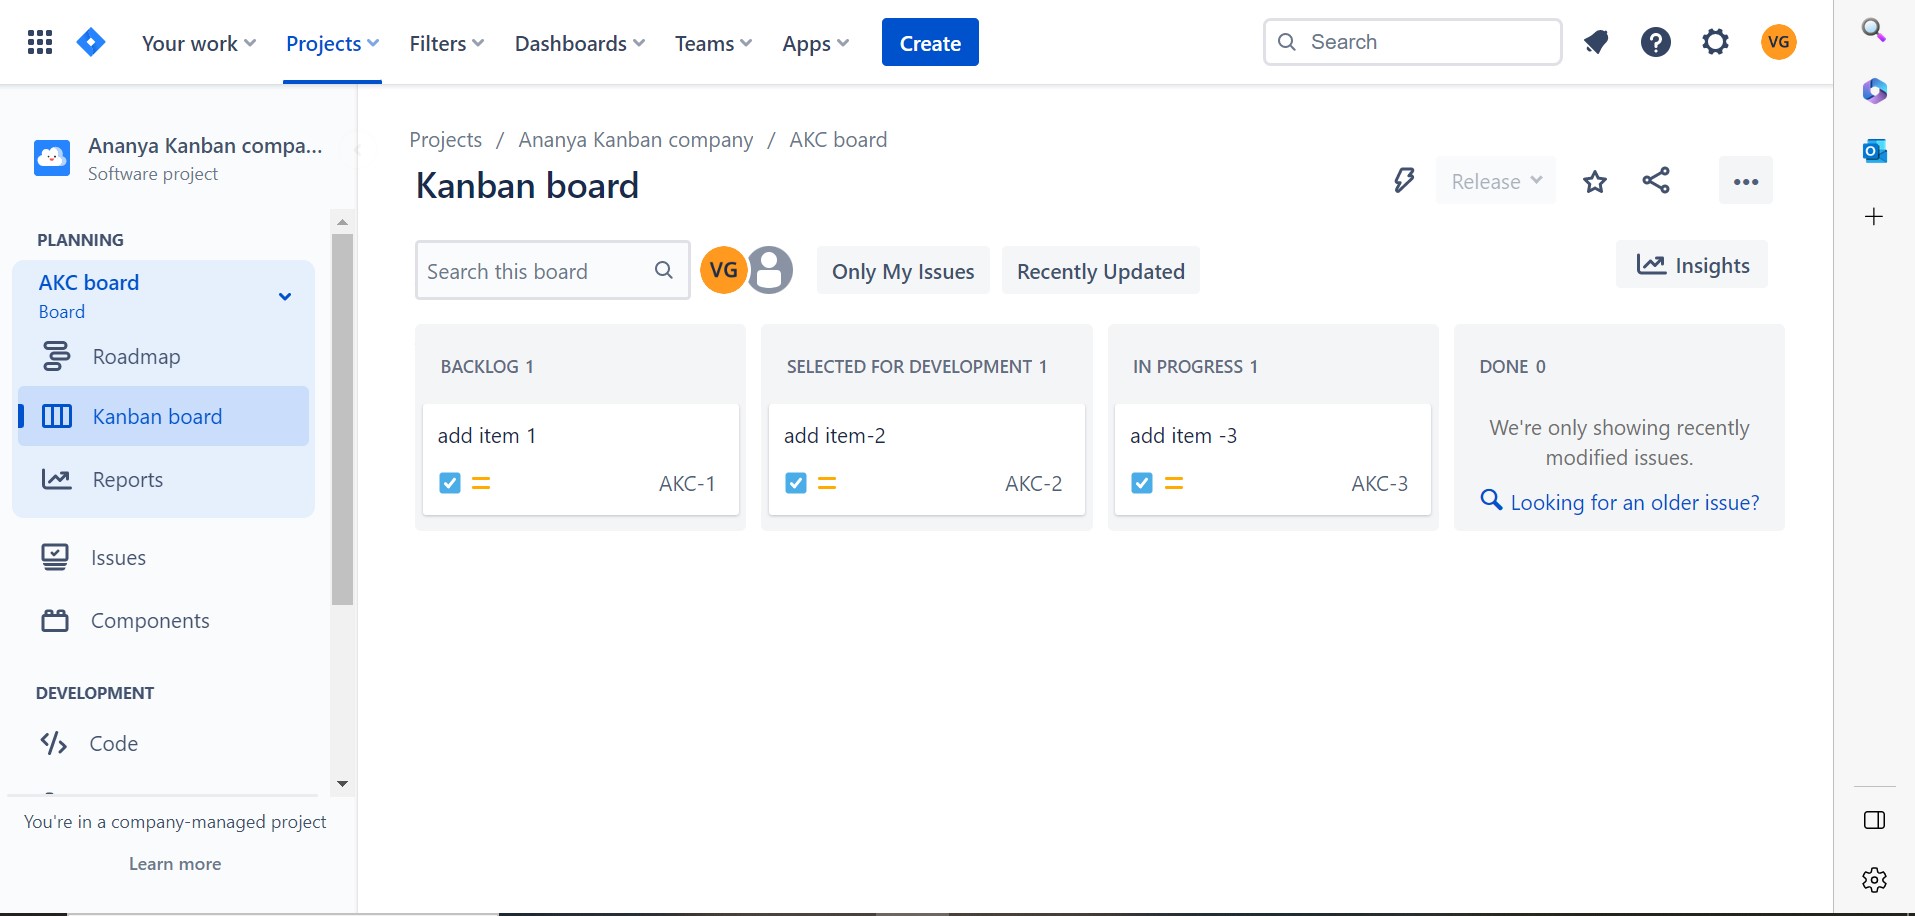 Your work
Projects
Filters
Dashboards
Teams
Apps
Create
Search
VG
Ananya Kanban compa...
Software project
PLANNING
AKC board
Board
Roadmap
Kanban board
Reports
Issues
Components
DEVELOPMENT
Code
You're in a company-managed project
Learn more
Projects / Ananya Kanban company / AKC board
Kanban board
Release
Search this board
VG
Only My Issues
Recently Updated
Insights
BACKLOG 1
add item 1
AKC-1
SELECTED FOR DEVELOPMENT 1
add item-2
AKC-2
IN PROGRESS 1
add item -3
AKC-3
DONE 0
We're only showing recently
modified issues.
Looking for an older issue?